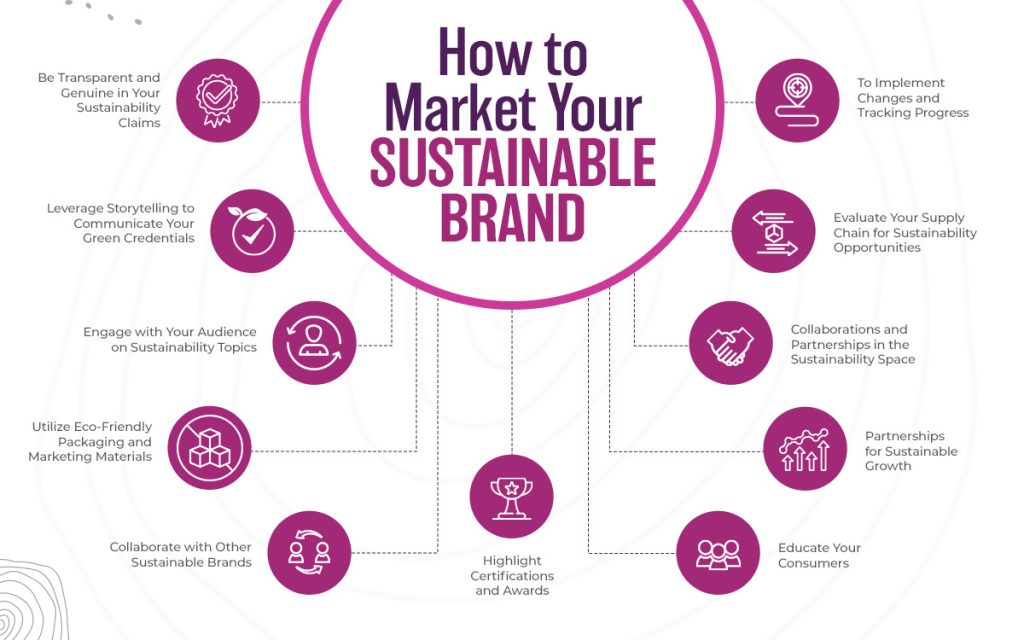 How to
Market Your
SUSTAINABLE
BRAND
Be Transparent and
Genuine in Your
Sustainability
Claims
Leverage Storytelling to
Communicate Your
Green Credentials
Engage with Your Audience
on Sustainability Topics
Utilize Eco-Friendly
Packaging and
Marketing Materials
Collaborate with Other
Sustainable Brands
Highlight
Certifications
and Awards
To Implement
Changes and
Tracking Progress
Evaluate Your Supply
Chain for Sustainability
Opportunities
Collaborations and
Partnerships in the
Sustainability Space
Partnerships
for Sustainable
Growth
Educate Your
Consumers